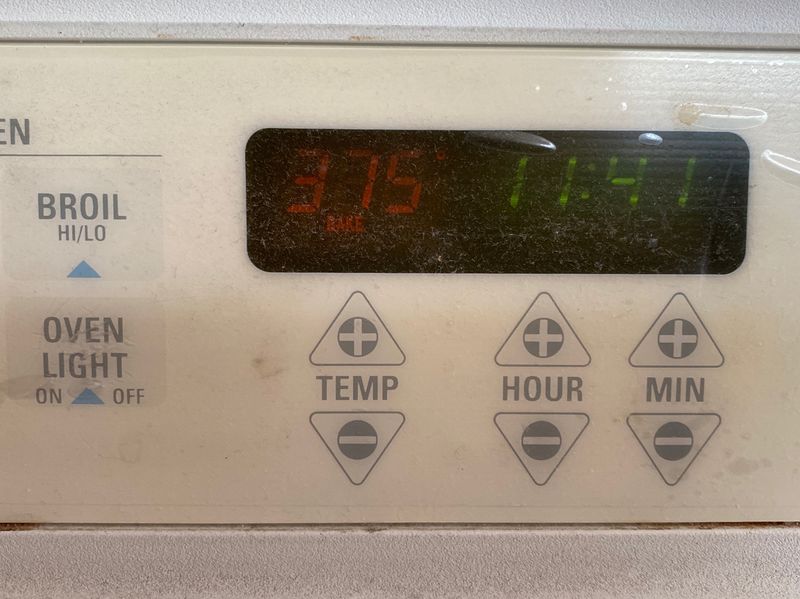 EN
375° 11:41
BAKE
BROIL
HI/LO
OVEN
LIGHT
ON OFF
TEMP HOUR MIN